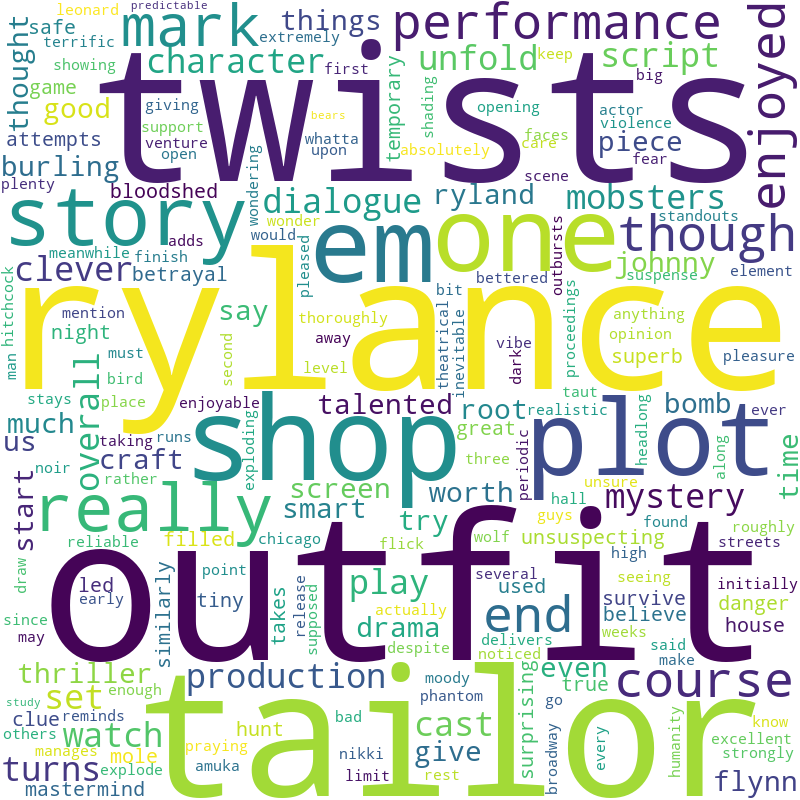 leonard
predictable
safe
mark
things
performance
terrific
extremely
thought
showing
character
first
unfold
keep
script
enjoyed
game
twists
big
good
giving
temporary
shading
opening
actor
support
bears
faces
violence
attempts
venture
whatta
absolutely
care
piece
burling
open
upon
wondering
scene
fear
plenty
bloodshed
story
dialogue
ryland
mobsters
wonder
em
one
standouts
though
adds
would
pleased
outbursts
meanwhile
finish
clever
betrayal
bettered
johnny
suspense
element
man
hitchcock
rylance
bit
proceedings
mention
thoroughly
theatrical
inevitable
anything
night
say
second
away
vibe
dark
opinion
superb
pleasure
must
level
bird
stays
place
overall
enjoyable
shop
talented
taut
realistic
headlong
ever
much
taking
root
plot
bomb
us
runs
exploding
great
along
time
craft
three
periodic
noir
rather
screen
worth
hall
unsure
mystery
start
really
smart
guys
filled
try
flick
wolf
unsuspecting
found
roughly
reliable
chicago
outfit
streets
draw
similarly
point
play
several
used
high
seeing
initially
led
tiny
takes
release
supposed
actually
end
survive
danger
since
early
believe
weeks
house
may
drama
delivers
said
despite
noticed
make
thriller
production
surprising
even
course
study
enough
set
tailor
moody
true
go
humanity
know
others
clue
reminds
watch
hunt
bad
cast
phantom
broadway
every
excellent
manages
mole
praying
give
strongly
turns
explode
amuka
nikki
limit
rest
flynn
mastermind